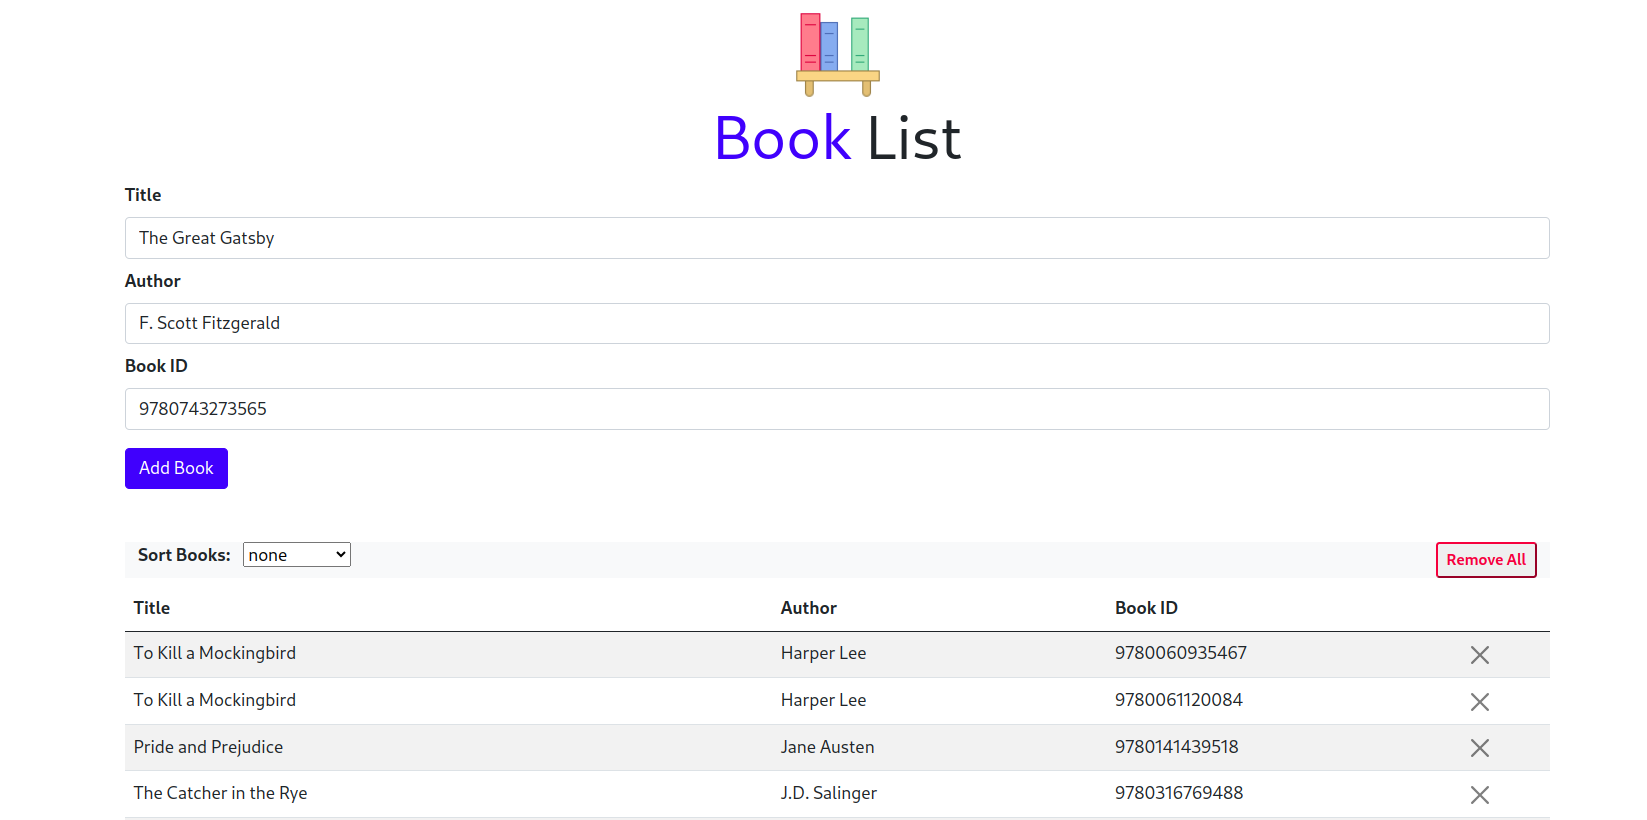 Book List
Title
The Great Gatsby
Author
F. Scott Fitzgerald
Book ID
9780743273565
Add Book
Sort Books: none Remove All
Title Author Book ID
To Kill a Mockingbird Harper Lee 9780060935467
To Kill a Mockingbird Harper Lee 9780061120084
Pride and Prejudice Jane Austen 9780141439518
The Catcher in the Rye J.D. Salinger 9780316769488